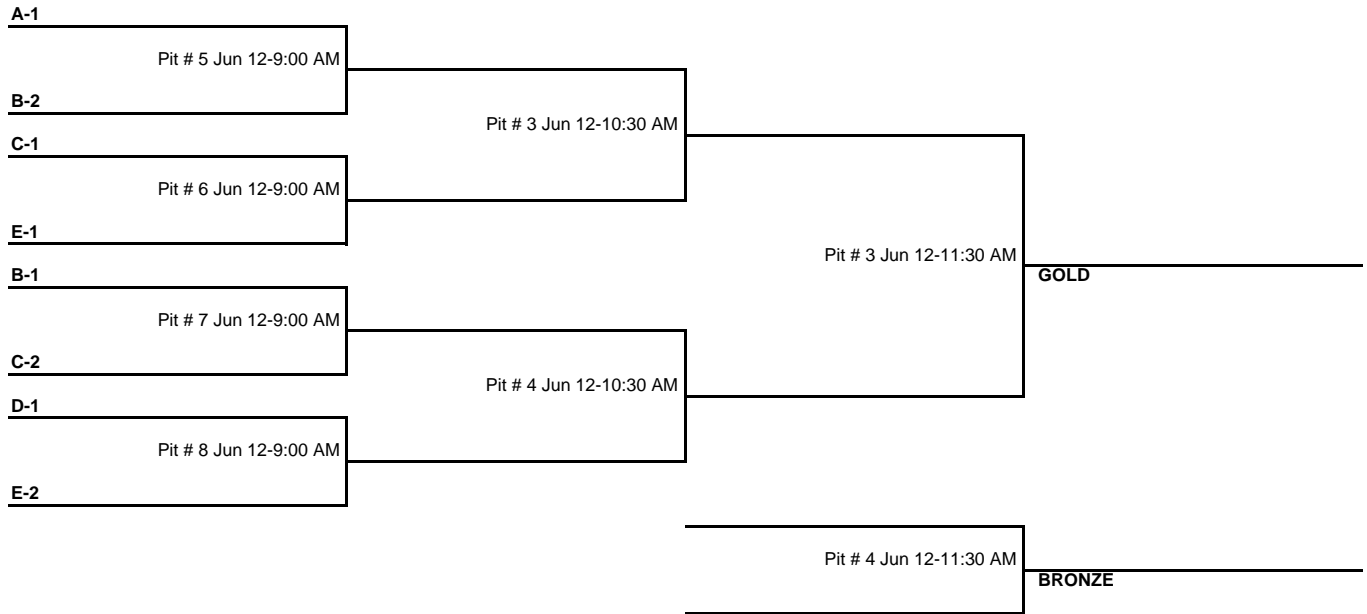 A-1
Pit # 5 Jun 12-9:00 AM
B-2
Pit # 3 Jun 12-10:30 AM
C-1
Pit # 6 Jun 12-9:00 AM
E-1
Pit # 3 Jun 12-11:30 AM
GOLD
B-1
Pit # 7 Jun 12-9:00 AM
C-2
Pit # 4 Jun 12-10:30 AM
D-1
Pit # 8 Jun 12-9:00 AM
E-2
Pit # 4 Jun 12-11:30 AM
BRONZE